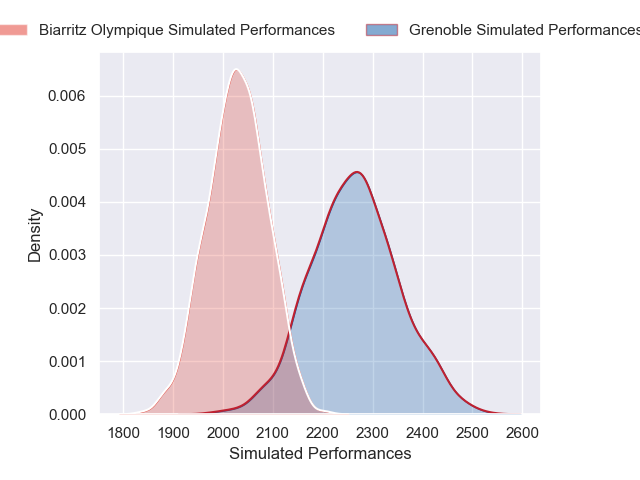 Biarritz Olympique Simulated Performances Grenoble Simulated Performances
0.006
0.005
0.004
0.003
0.002
0.001
0.000
Density
1800 1900 2000 2100 2200 2300 2400 2500 2600
Simulated Performances